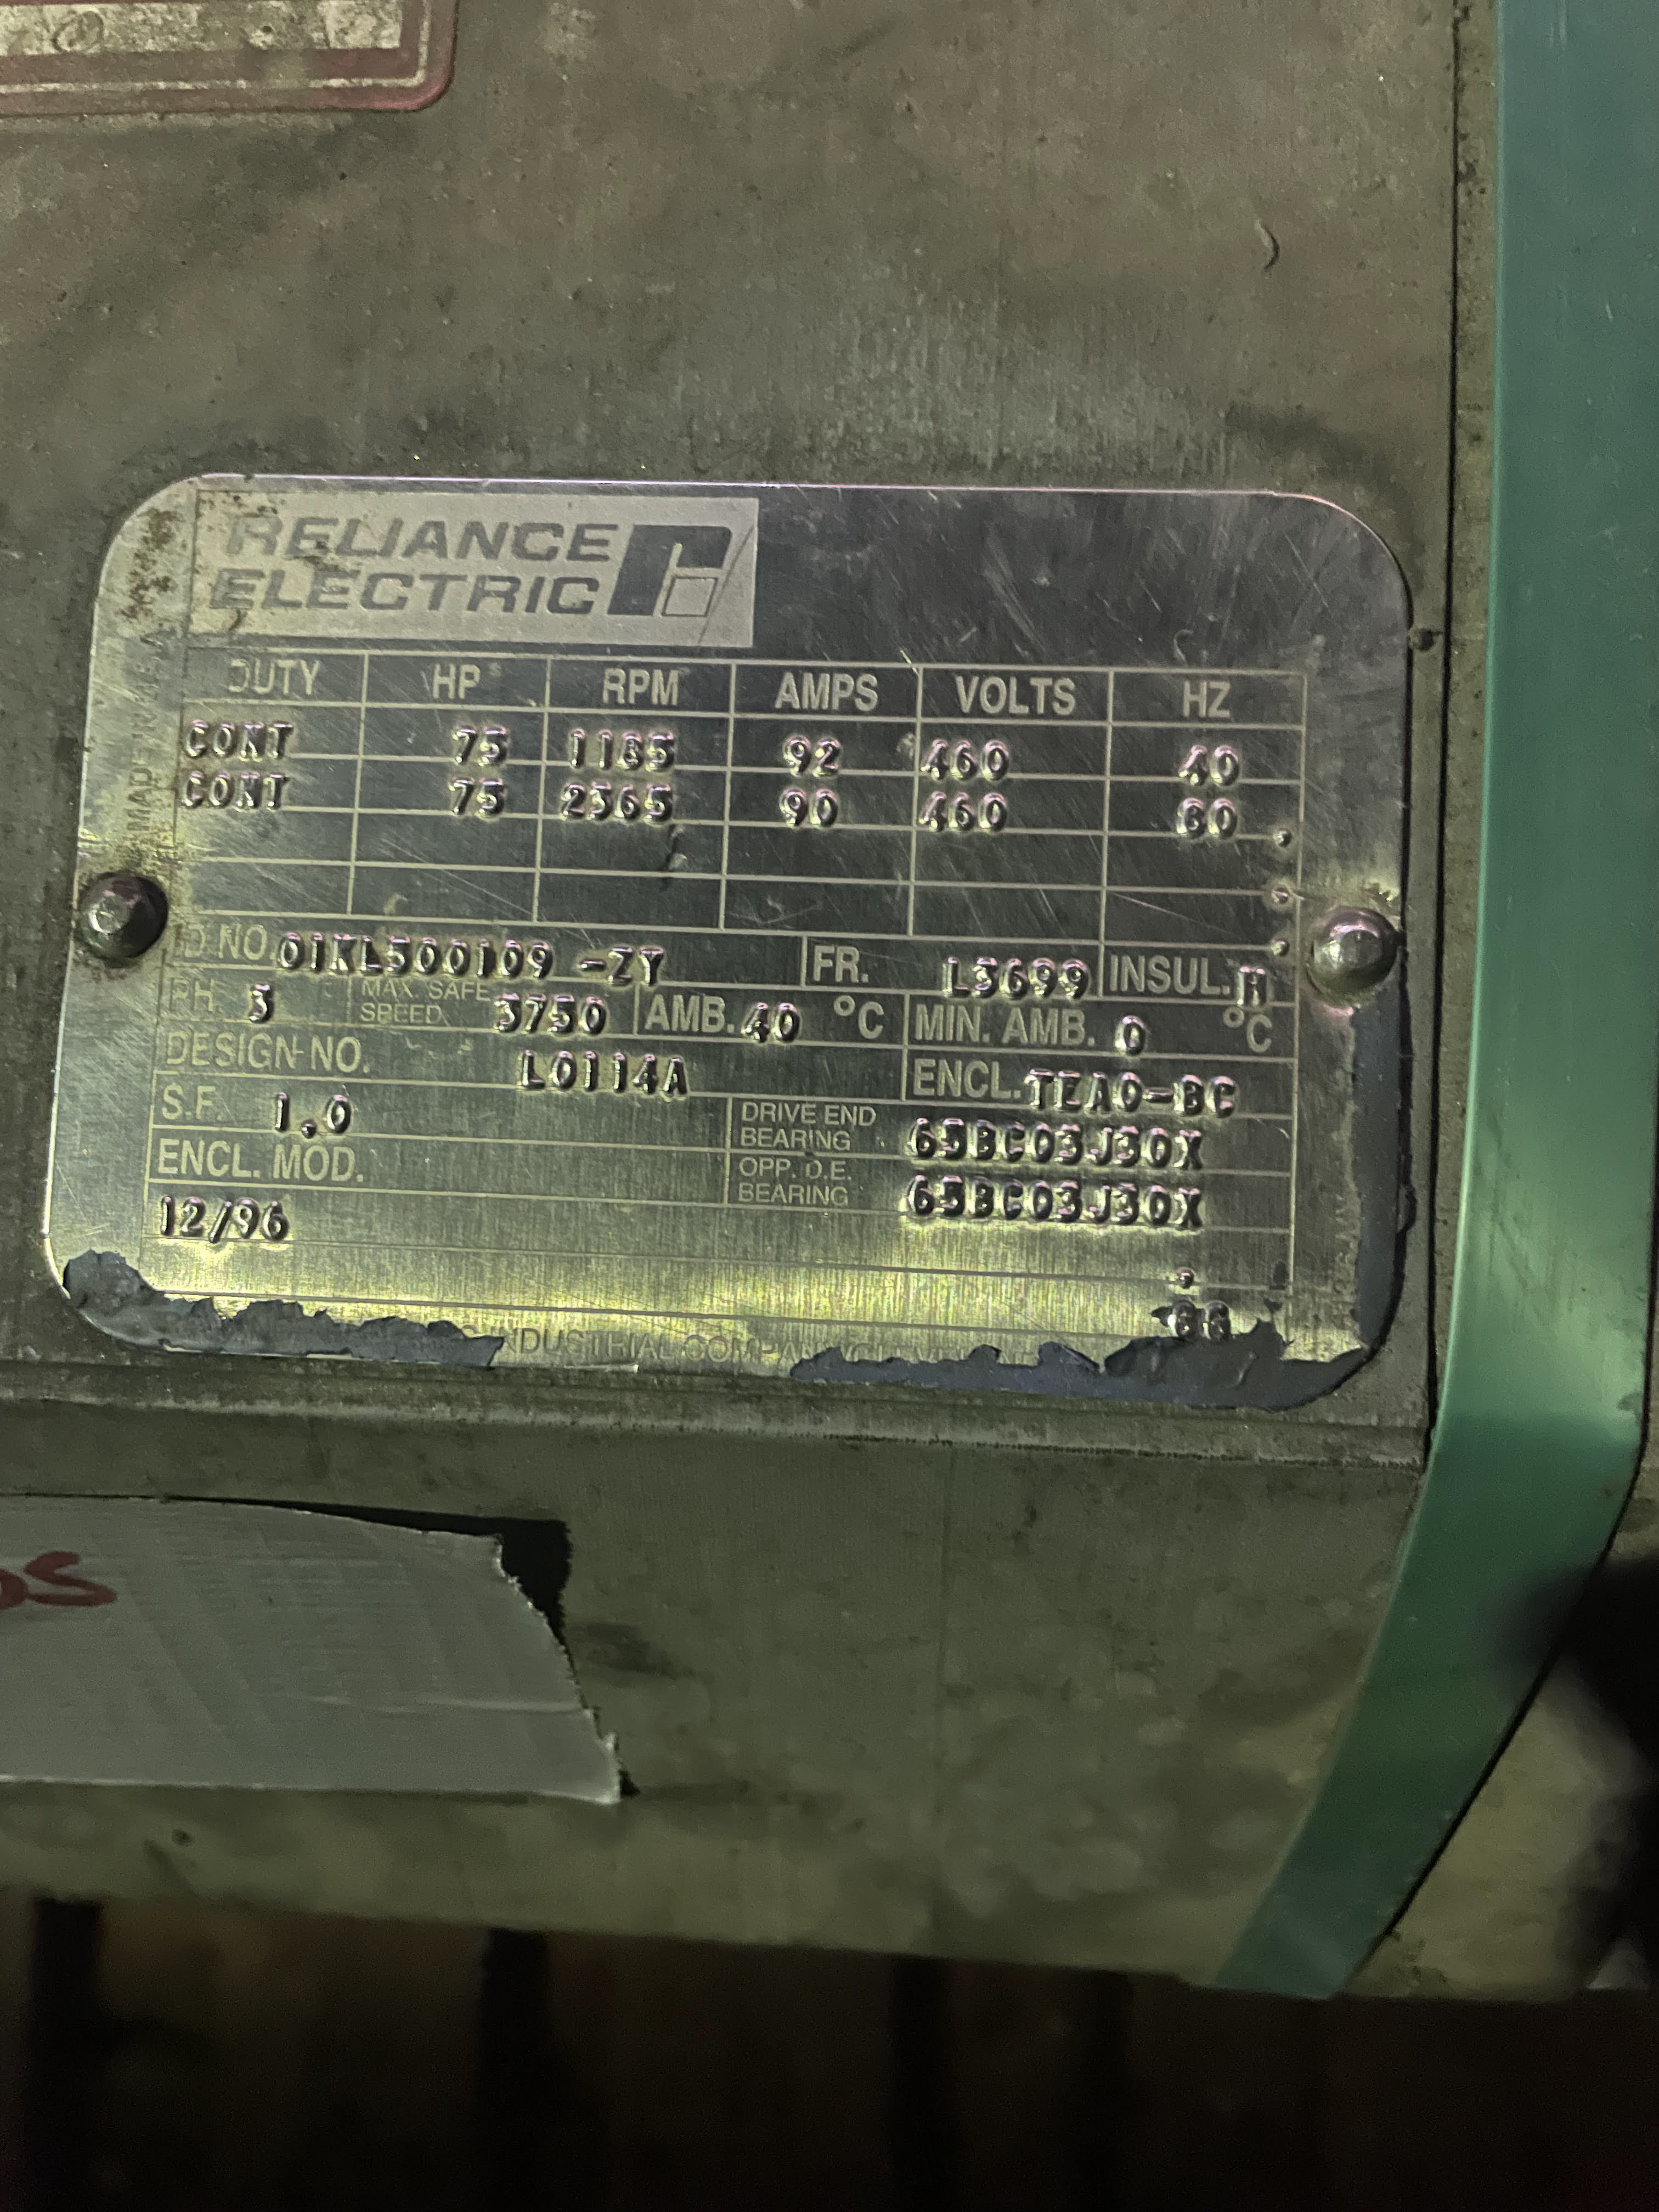 RELIANCE
ELECTRIC
DUTY HP RPM AMPS VOLTS HZ
CONT 75 1185 92 460 40
CONT 75 2365 90 460 80
I.D NO. 01KL500109 -ZY FR. L3699 INSUL. H
PH. 3 MAX. SAFE SPEED 3750 AMB. 40 °C MIN. AMB. 0 °C
DESIGN NO. L0114A ENCL. TEAO-BC
S.F. 1.0 DRIVE END BEARING 65BC03J30X
ENCL. MOD. OPP. D.E. BEARING 65BC03J30X
12/96
INDUSTRIAL COMPANY